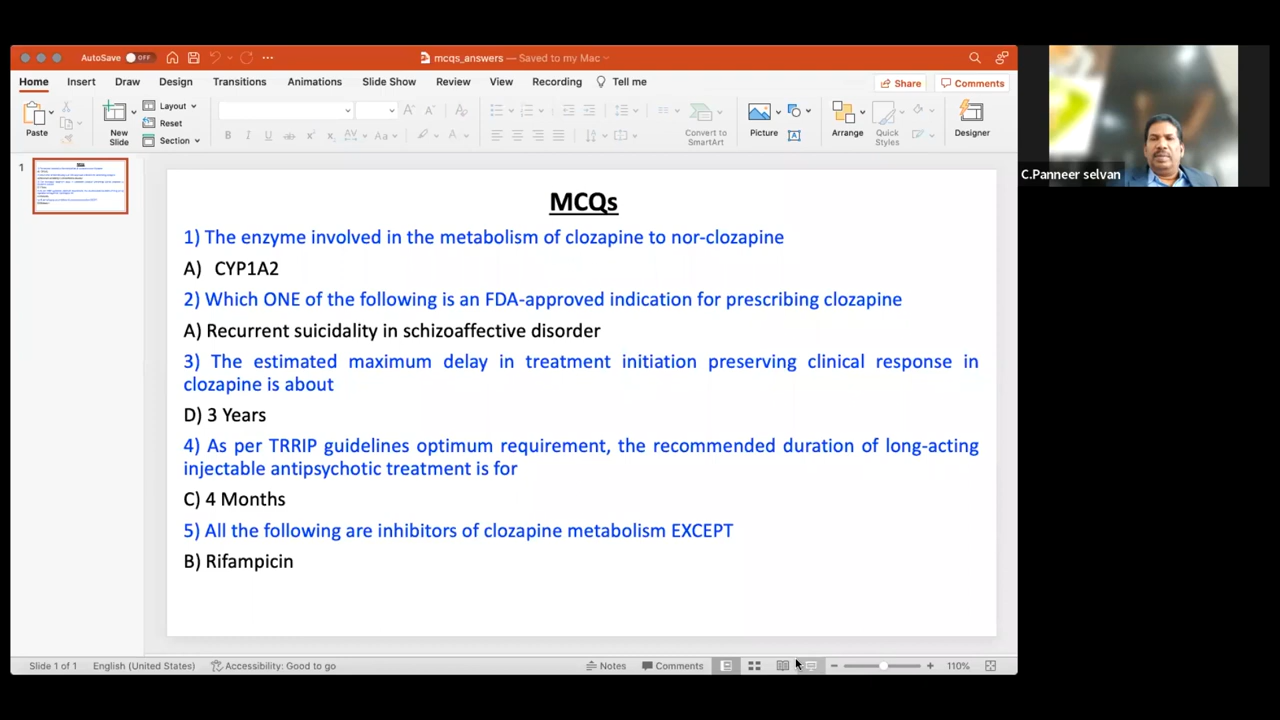 AutoSave OFF
mcqs_answers — Saved to my Mac
Home Insert Draw Design Transitions Animations Slide Show Review View Recording Tell me
Share Comments
Paste
New Slide
Layout
Reset
Section
Convert to SmartArt
Picture
Arrange
Quick Styles
Designer
1
MCQs
1) The enzyme involved in the metabolism of clozapine to nor-clozapine
A) CYP1A2
2) Which ONE of the following is an FDA-approved indication for prescribing clozapine
A) Recurrent suicidality in schizoaffective disorder
3) The estimated maximum delay in treatment initiation preserving clinical response in
clozapine is about
D) 3 Years
4) As per TRRIP guidelines optimum requirement, the recommended duration of long-acting
injectable antipsychotic treatment is for
C) 4 Months
5) All the following are inhibitors of clozapine metabolism EXCEPT
B) Rifampicin
Slide 1 of 1 English (United States) Accessibility: Good to go Notes Comments 110%
C.Panneer selvan